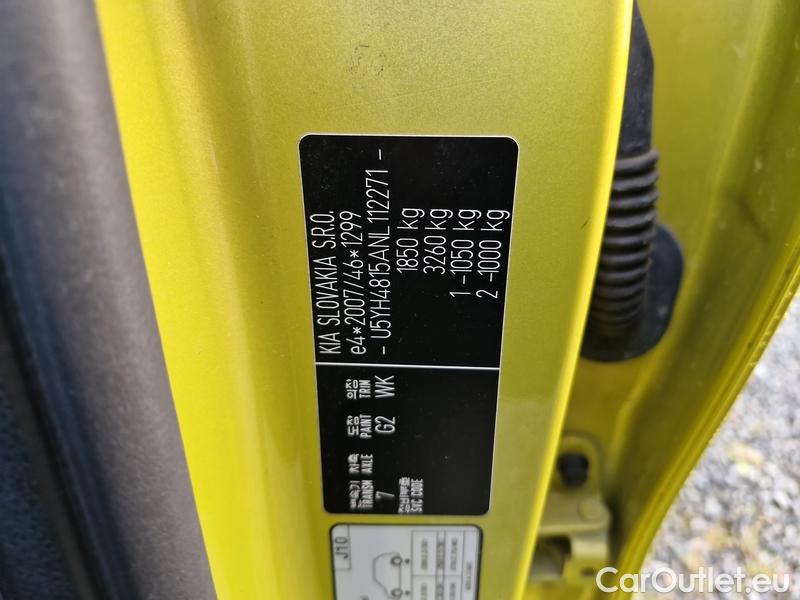 KIA SLOVAKIA S.R.O.
e4*2007/46*1299
- U5YH4815ANL112271 -
1850 kg
3260 kg
1 -1050 kg
2 -1000 kg
변속기 차축 도장 의장
TRANSM AXLE PAINT TRIM
7 G2 WK
SVC CODE
J10
CarOutlet.eu